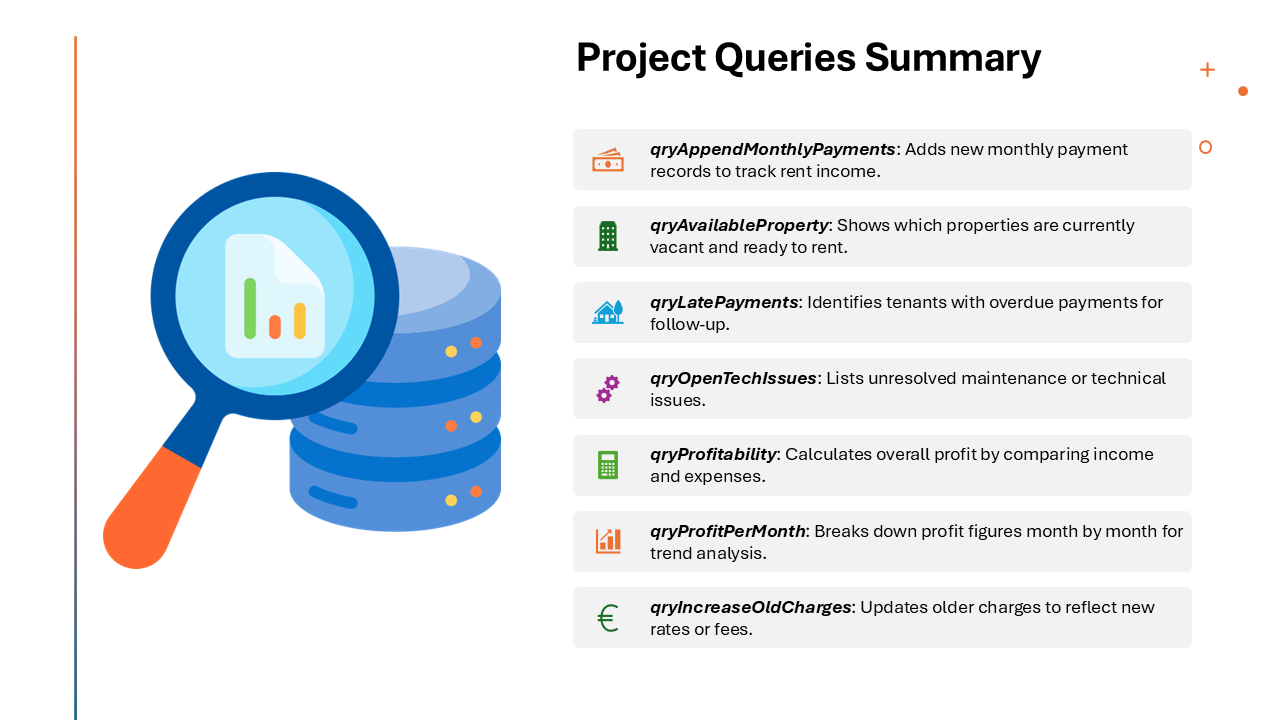 Project Queries Summary
qryAppendMonthlyPayments: Adds new monthly payment
records to track rent income.
qryAvailableProperty: Shows which properties are currently
vacant and ready to rent.
qryLatePayments: Identifies tenants with overdue payments for
follow-up.
qryOpenTechIssues: Lists unresolved maintenance or technical
issues.
qryProfitability: Calculates overall profit by comparing income
and expenses.
qryProfitPerMonth: Breaks down profit figures month by month for
trend analysis.
qryIncreaseOldCharges: Updates older charges to reflect new
rates or fees.